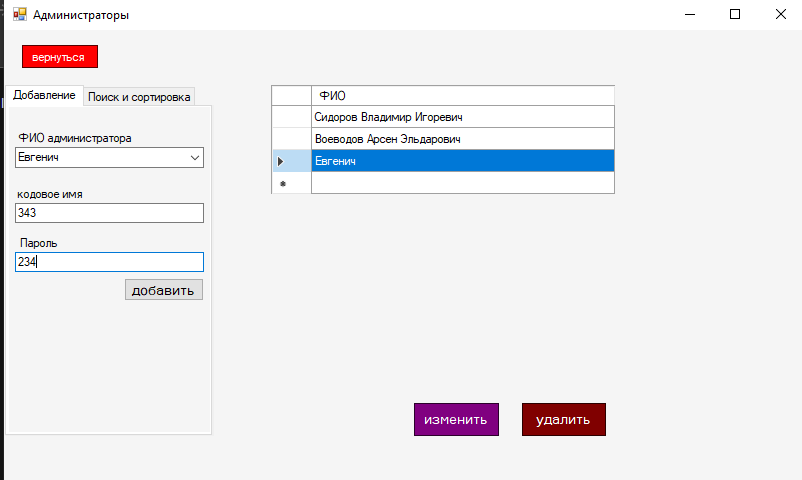 Администраторы
вернуться
Добавление
Поиск и сортировка
ФИО администратора
Евгенич
кодовое имя
343
Пароль
234
добавить
ФИО
Сидоров Владимир Игоревич
Воеводов Арсен Эльдарович
Евгенич
изменить
удалить